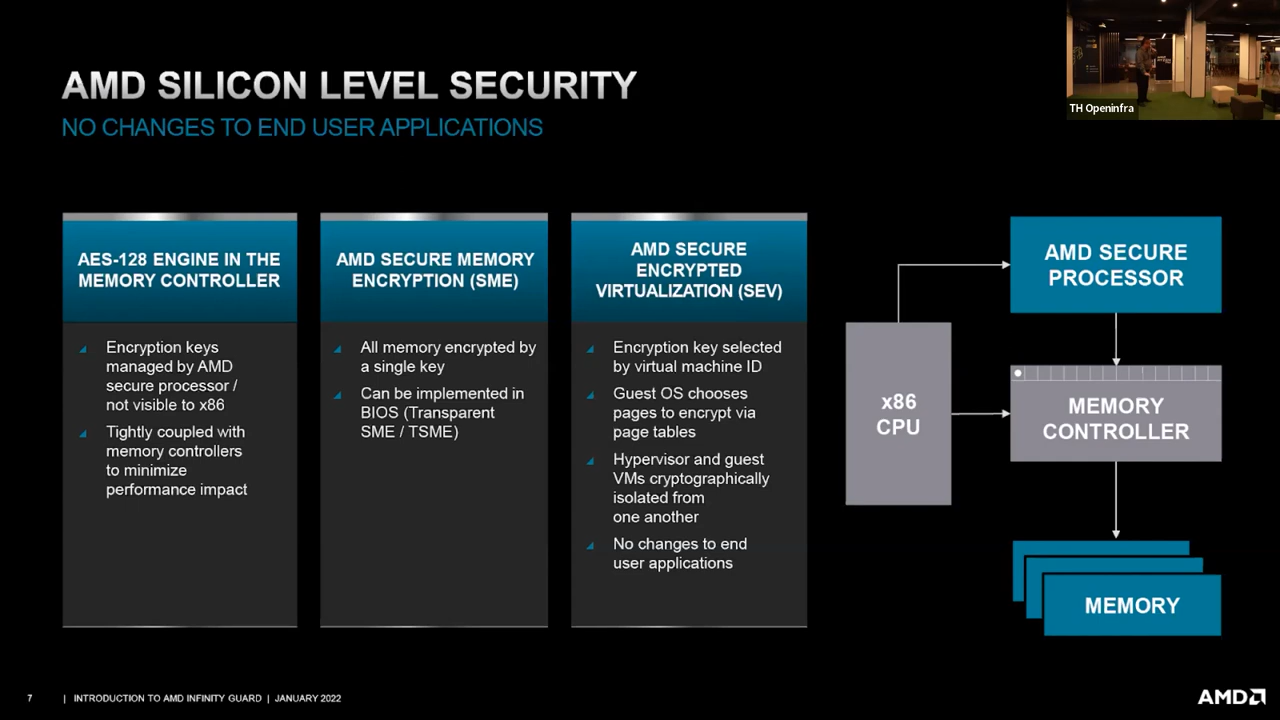 AMD SILICON LEVEL SECURITY
NO CHANGES TO END USER APPLICATIONS
TH Openinfra
AES-128 ENGINE IN THE
MEMORY CONTROLLER
Encryption keys
managed by AMD
secure processor /
not visible to x86
Tightly coupled with
memory controllers
to minimize
performance impact
AMD SECURE MEMORY
ENCRYPTION (SME)
All memory encrypted by
a single key
Can be implemented in
BIOS (Transparent
SME / TSME)
AMD SECURE
ENCRYPTED
VIRTUALIZATION (SEV)
Encryption key selected
by virtual machine ID
Guest OS chooses
pages to encrypt via
page tables
Hypervisor and guest
VMs cryptographically
isolated from
one another
No changes to end
user applications
AMD SECURE
PROCESSOR
x86
CPU
MEMORY
CONTROLLER
MEMORY
7 | INTRODUCTION TO AMD INFINITY GUARD | JANUARY 2022
AMD